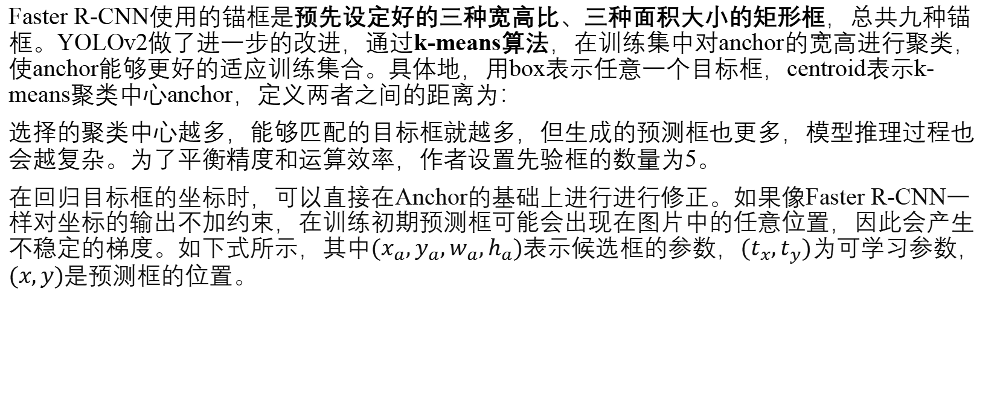 Faster R-CNN使用的锚框是预先设定好的三种宽高比、三种面积大小的矩形框，总共九种锚
框。YOLOv2做了进一步的改进，通过k-means算法，在训练集中对anchor的宽高进行聚类，
使anchor能够更好的适应训练集合。具体地，用box表示任意一个目标框，centroid表示k-
means聚类中心anchor，定义两者之间的距离为：
选择的聚类中心越多，能够匹配的目标框就越多，但生成的预测框也更多，模型推理过程也
会越复杂。为了平衡精度和运算效率，作者设置先验框的数量为5。
在回归目标框的坐标时，可以直接在Anchor的基础上进行进行修正。如果像Faster R-CNN一
样对坐标的输出不加约束，在训练初期预测框可能会出现在图片中的任意位置，因此会产生
不稳定的梯度。如下式所示，其中(xₐ, yₐ, wₐ, hₐ)表示候选框的参数，(t_x, t_y)为可学习参数，
(x, y)是预测框的位置。